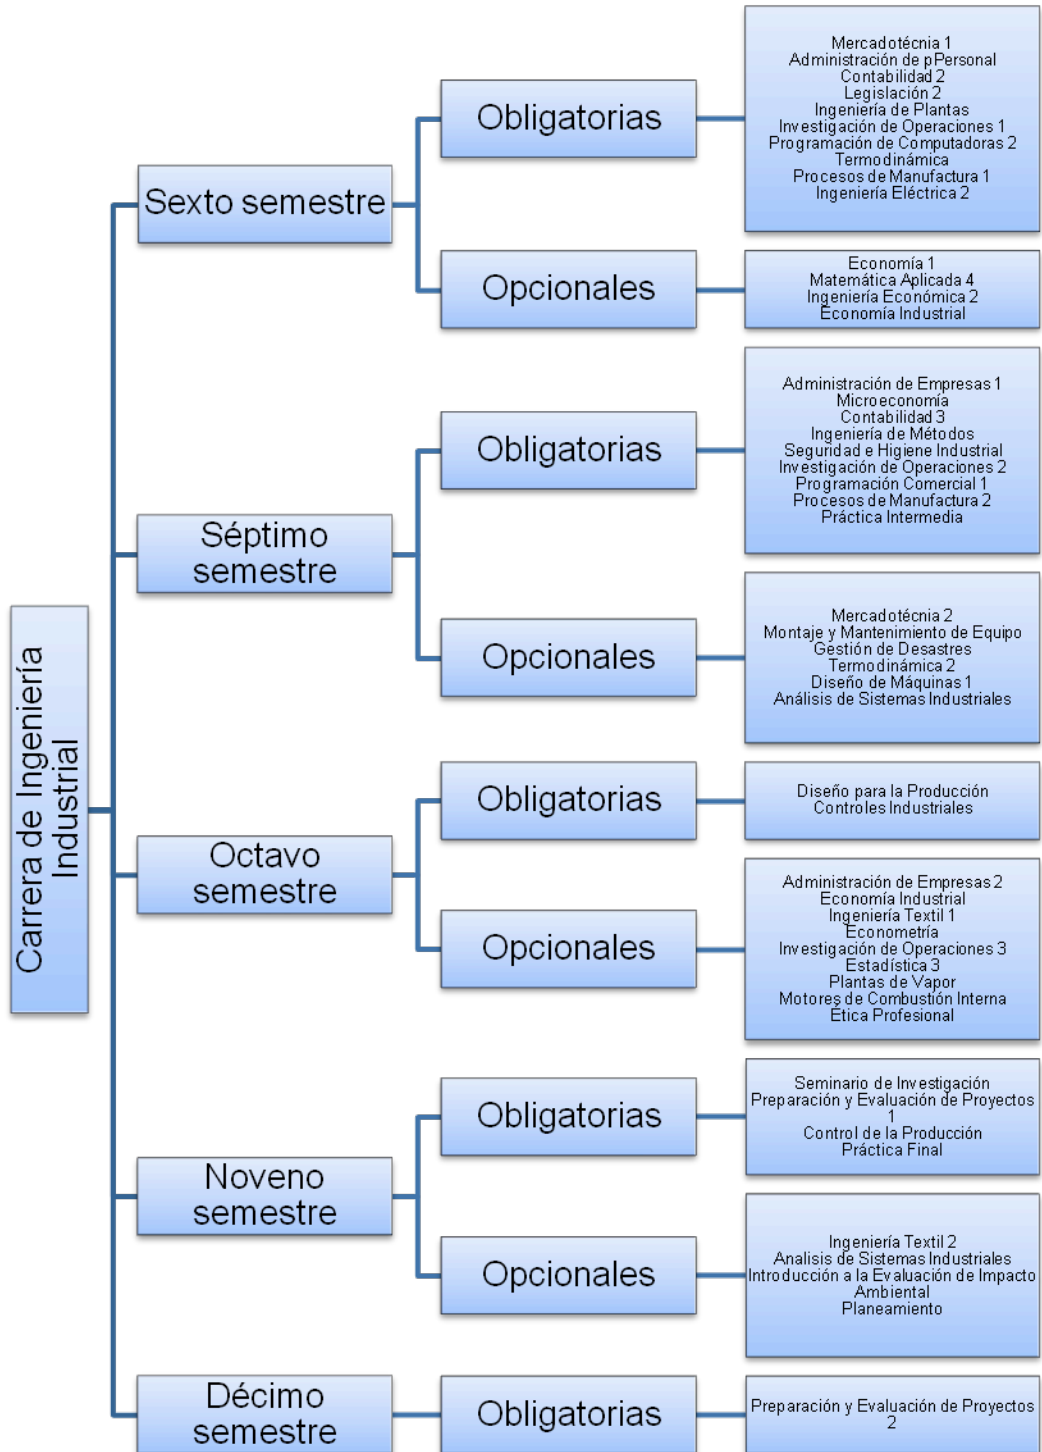 Carrera de Ingeniería
Industrial
Sexto semestre
Obligatorias
Mercadotécnia 1
Administración de pPersonal
Contabilidad 2
Legislación 2
Ingeniería de Plantas
Investigación de Operaciones 1
Programación de Computadoras 2
Termodinámica
Procesos de Manufactura 1
Ingeniería Eléctrica 2
Opcionales
Economía 1
Matemática Aplicada 4
Ingeniería Económica 2
Economía Industrial
Séptimo
semestre
Obligatorias
Administración de Empresas 1
Microeconomía
Contabilidad 3
Ingeniería de Métodos
Seguridad e Higiene Industrial
Investigación de Operaciones 2
Programación Comercial 1
Procesos de Manufactura 2
Práctica Intermedia
Opcionales
Mercadotécnia 2
Montaje y Mantenimiento de Equipo
Gestión de Desastres
Termodinámica 2
Diseño de Máquinas 1
Análisis de Sistemas Industriales
Octavo
semestre
Obligatorias
Diseño para la Producción
Controles Industriales
Opcionales
Administración de Empresas 2
Economía Industrial
Ingeniería Textil 1
Econometría
Investigación de Operaciones 3
Estadística 3
Plantas de Vapor
Motores de Combustión Interna
Ética Profesional
Noveno
semestre
Obligatorias
Seminario de Investigación
Preparación y Evaluación de Proyectos
1
Control de la Producción
Práctica Final
Opcionales
Ingeniería Textil 2
Analisis de Sistemas Industriales
Introducción a la Evaluación de Impacto
Ambiental
Planeamiento
Décimo
semestre
Obligatorias
Preparación y Evaluación de Proyectos
2